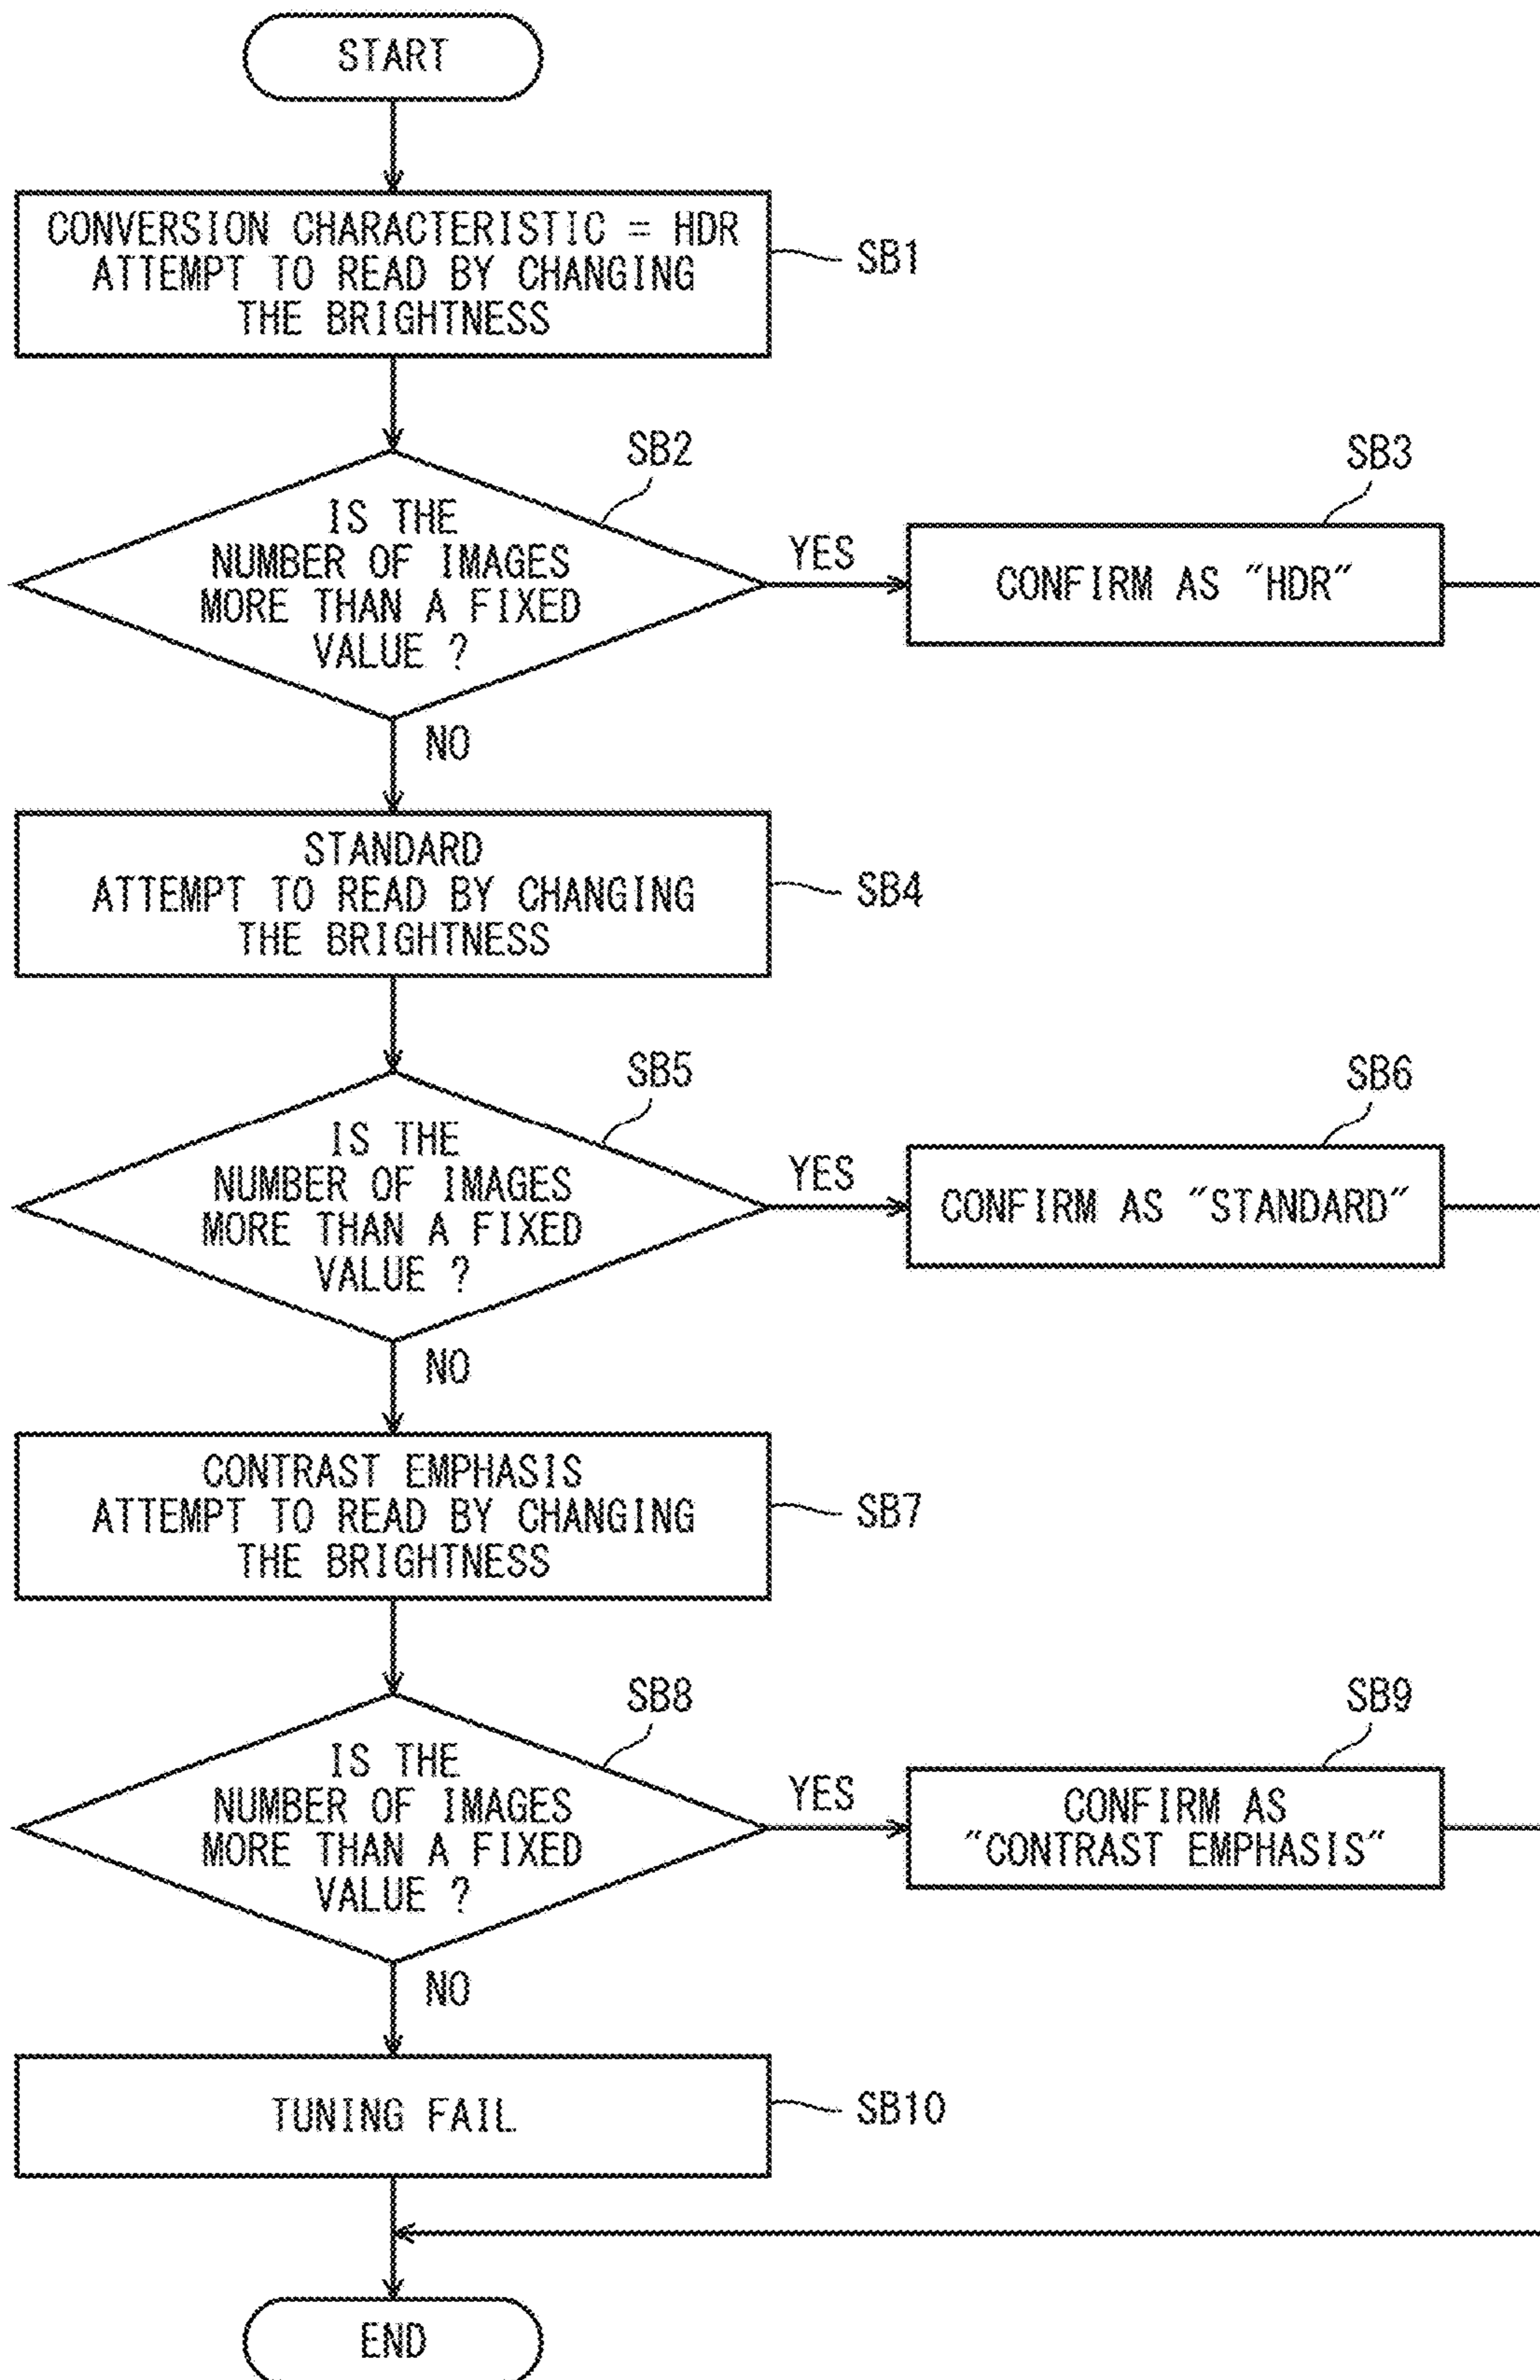 START
CONVERSION CHARACTERISTIC = HDR
ATTEMPT TO READ BY CHANGING
THE BRIGHTNESS
SB1
SB2
IS THE
NUMBER OF IMAGES
MORE THAN A FIXED
VALUE ?
YES
SB3
CONFIRM AS "HDR"
NO
STANDARD
ATTEMPT TO READ BY CHANGING
THE BRIGHTNESS
SB4
SB5
IS THE
NUMBER OF IMAGES
MORE THAN A FIXED
VALUE ?
YES
SB6
CONFIRM AS "STANDARD"
NO
CONTRAST EMPHASIS
ATTEMPT TO READ BY CHANGING
THE BRIGHTNESS
SB7
SB8
IS THE
NUMBER OF IMAGES
MORE THAN A FIXED
VALUE ?
YES
SB9
CONFIRM AS
"CONTRAST EMPHASIS"
NO
TUNING FAIL
SB10
END